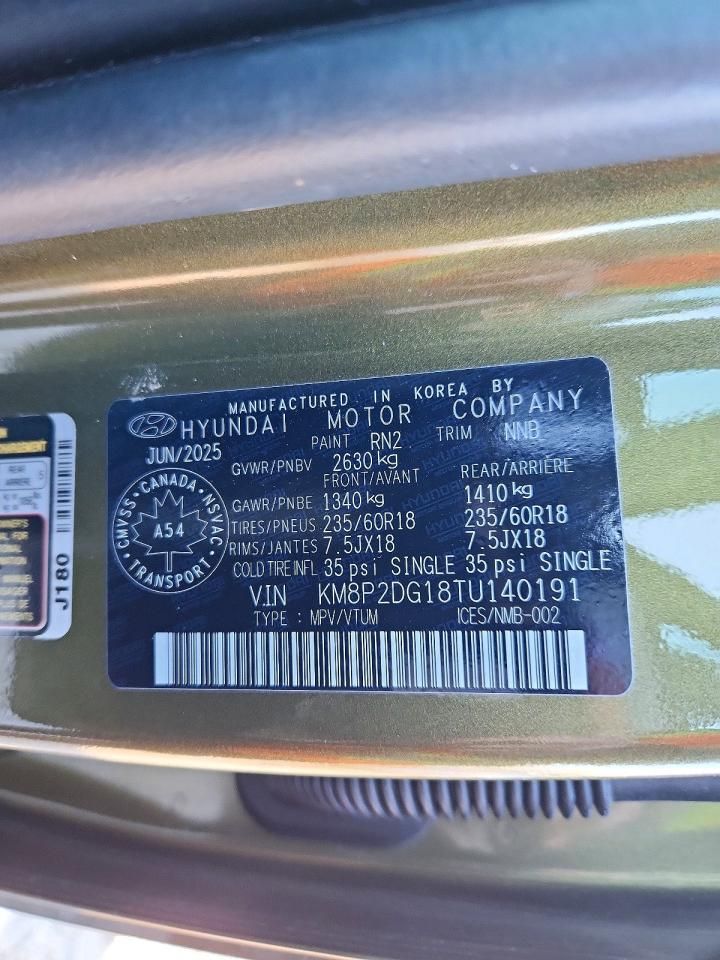 MANUFACTURED IN KOREA BY
HYUNDAI MOTOR COMPANY
JUN/2025 PAINT RN2 TRIM NNB
GVWR/PNBV 2630 kg
FRONT/AVANT REAR/ARRIÈRE
GAWR/PNBE 1340 kg 1410 kg
TIRES/PNEUS 235/60R18 235/60R18
RIMS/JANTES 7.5JX18 7.5JX18
COLD TIRE INFL 35 psi SINGLE 35 psi SINGLE
V.I.N KM8P2DG18TU140191
TYPE : MPV/VTUM ICES/NMB-002
CMVSS · CANADA · NSVAC
A54
TRANSPORT
J180
REAR
ARRIERE